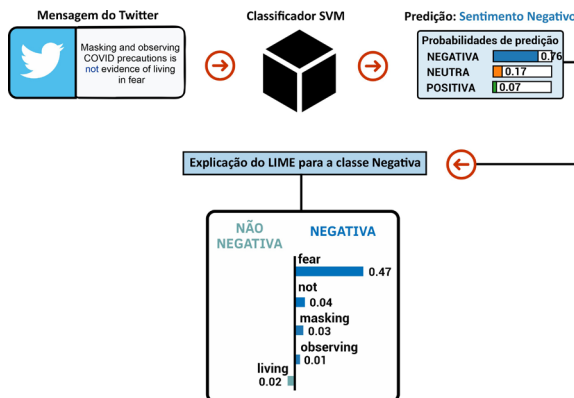 Mensagem do Twitter
Masking and observing
COVID precautions is
not evidence of living
in fear
Classificador SVM
Predição: Sentimento Negativo
Probabilidades de predição
NEGATIVA 0.76
NEUTRA 0.17
POSITIVA 0.07
Explicação do LIME para a classe Negativa
NÃO
NEGATIVA
NEGATIVA
fear
0.47
not
0.04
masking
0.03
observing
0.01
living
0.02